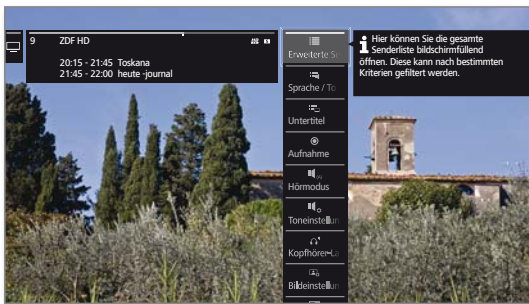 9 ZDF HD
20:15 - 21:45 Toskana
21:45 - 22:00 heute -journal
Erweiterte Se
Sprache / To
Untertitel
Aufnahme
Hörmodus
Toneinstellun
Kopfhörer-La
Bildeinstellun
Hier können Sie die gesamte
Senderliste bildschirmfüllend
öffnen. Diese kann nach bestimmten
Kriterien gefiltert werden.